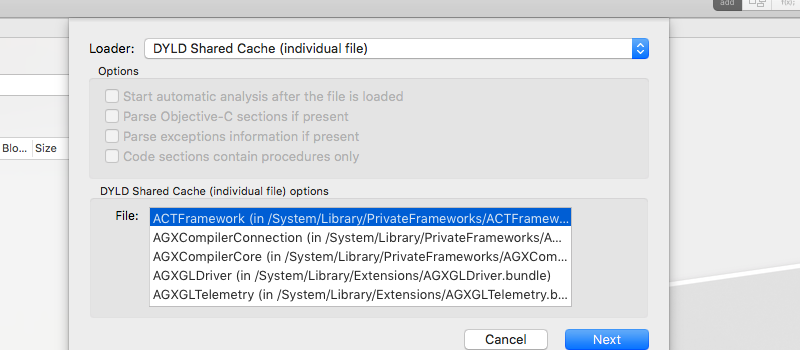 add
Loader: DYLD Shared Cache (individual file)
Options
Start automatic analysis after the file is loaded
Parse Objective-C sections if present
Parse exceptions information if present
Code sections contain procedures only
Blo... Size
DYLD Shared Cache (individual file) options
File: ACTFramework (in /System/Library/PrivateFrameworks/ACTFramew...
AGXCompilerConnection (in /System/Library/PrivateFrameworks/A...
AGXCompilerCore (in /System/Library/PrivateFrameworks/AGXCom...
AGXGLDriver (in /System/Library/Extensions/AGXGLDriver.bundle)
AGXGLTelemetry (in /System/Library/Extensions/AGXGLTelemetry.b...
Cancel Next